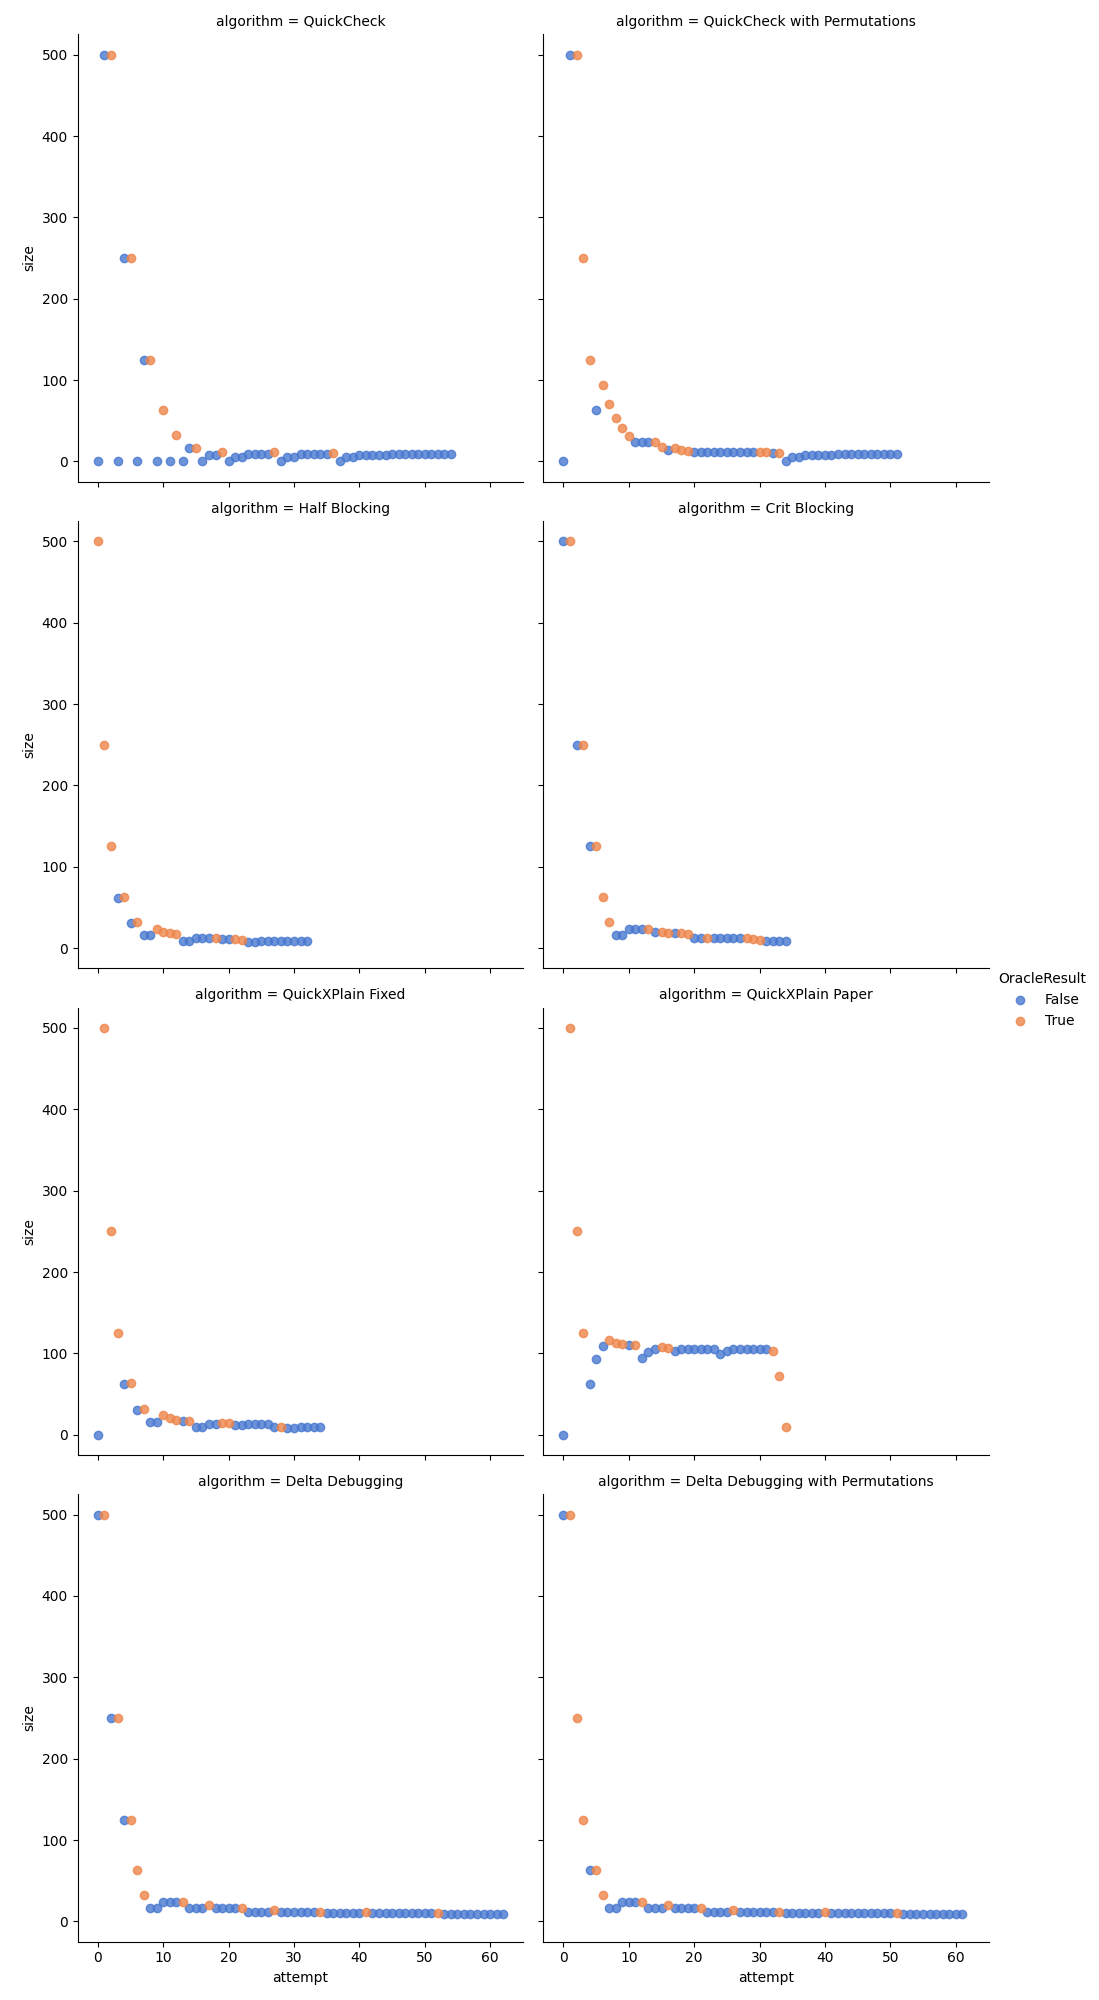 algorithm = QuickCheck
algorithm = QuickCheck with Permutations
500
400
300
200
100
0
size
algorithm = Half Blocking
algorithm = Crit Blocking
500
400
300
200
100
0
size
algorithm = QuickXPlain Fixed
algorithm = QuickXPlain Paper
500
400
300
200
100
0
size
OracleResult
False
True
algorithm = Delta Debugging
algorithm = Delta Debugging with Permutations
500
400
300
200
100
0
size
0 10 20 30 40 50 60
attempt
0 10 20 30 40 50 60
attempt